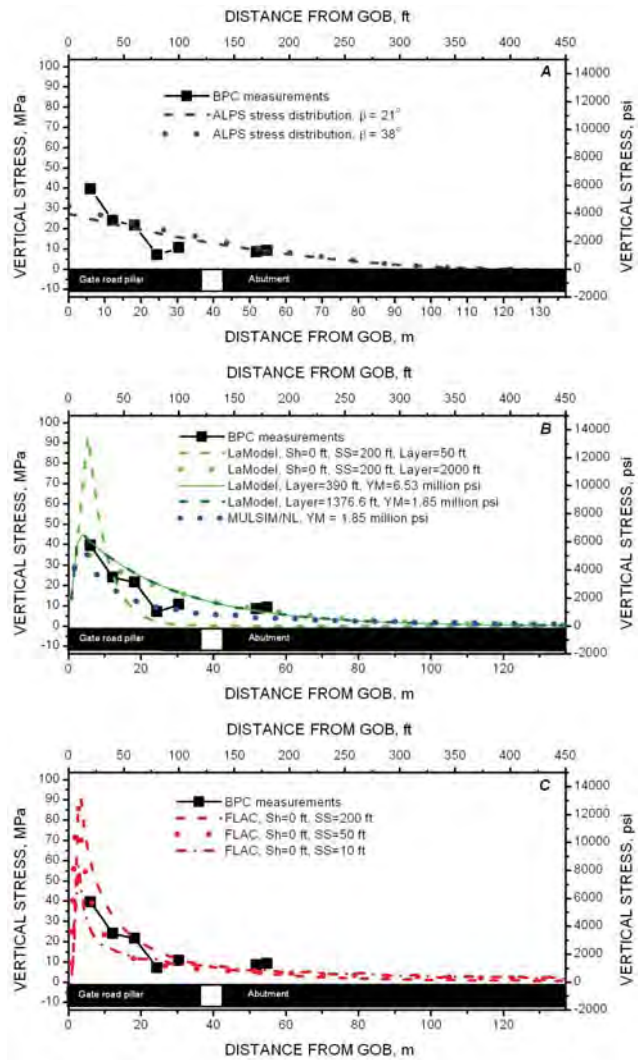 DISTANCE FROM GOB, ft
0 50 100 150 200 250 300 350 400 450
A
BPC measurements
ALPS stress distribution, β = 21°
ALPS stress distribution, β = 38°
VERTICAL STRESS, MPa
100
90
80
70
60
50
40
30
20
10
0
-10
VERTICAL STRESS, psi
14000
12000
10000
8000
6000
4000
2000
0
-2000
Gate road pillar
Abutment
0 10 20 30 40 50 60 70 80 90 100 110 120 130
DISTANCE FROM GOB, m
DISTANCE FROM GOB, ft
0 50 100 150 200 250 300 350 400 450
B
BPC measurements
LaModel, Sh=0 ft, SS=200 ft, Layer=50 ft
LaModel, Sh=0 ft, SS=200 ft, Layer=2000 ft
LaModel, Layer=390 ft, YM=6.53 million psi
LaModel, Layer=1376.6 ft, YM=1.85 million psi
MULSIM/NL, YM = 1.85 million psi
VERTICAL STRESS, MPa
100
90
80
70
60
50
40
30
20
10
0
-10
VERTICAL STRESS, psi
14000
12000
10000
8000
6000
4000
2000
0
-2000
Gate road pillar
Abutment
0 20 40 60 80 100 120
DISTANCE FROM GOB, m
DISTANCE FROM GOB, ft
0 50 100 150 200 250 300 350 400 450
C
BPC measurements
FLAC, Sh=0 ft, SS=200 ft
FLAC, Sh=0 ft, SS=50 ft
FLAC, Sh=0 ft, SS=10 ft
VERTICAL STRESS, MPa
100
90
80
70
60
50
40
30
20
10
0
-10
VERTICAL STRESS, psi
14000
12000
10000
8000
6000
4000
2000
0
-2000
Gate road pillar
Abutment
0 20 40 60 80 100 120
DISTANCE FROM GOB, m